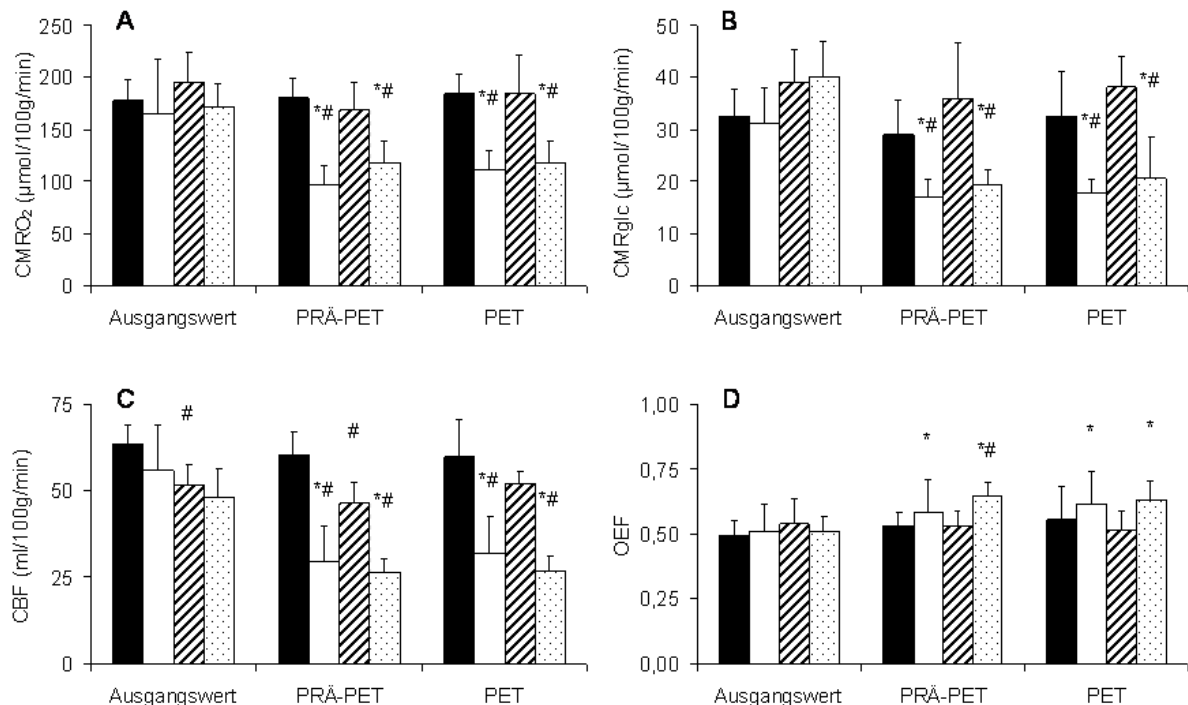 A
CMRO₂ (µmol/100g/min)
250
200
150
100
50
0
*# *# *# *#
Ausgangswert PRÄ-PET PET
B
CMRglc (µmol/100g/min)
50
40
30
20
10
0
*# *# *# *#
Ausgangswert PRÄ-PET PET
C
CBF (ml/100g/min)
75
50
25
0
# *# # *# *# *#
Ausgangswert PRÄ-PET PET
D
OEF
1,00
0,75
0,50
0,25
0,00
* *# * *
Ausgangswert PRÄ-PET PET